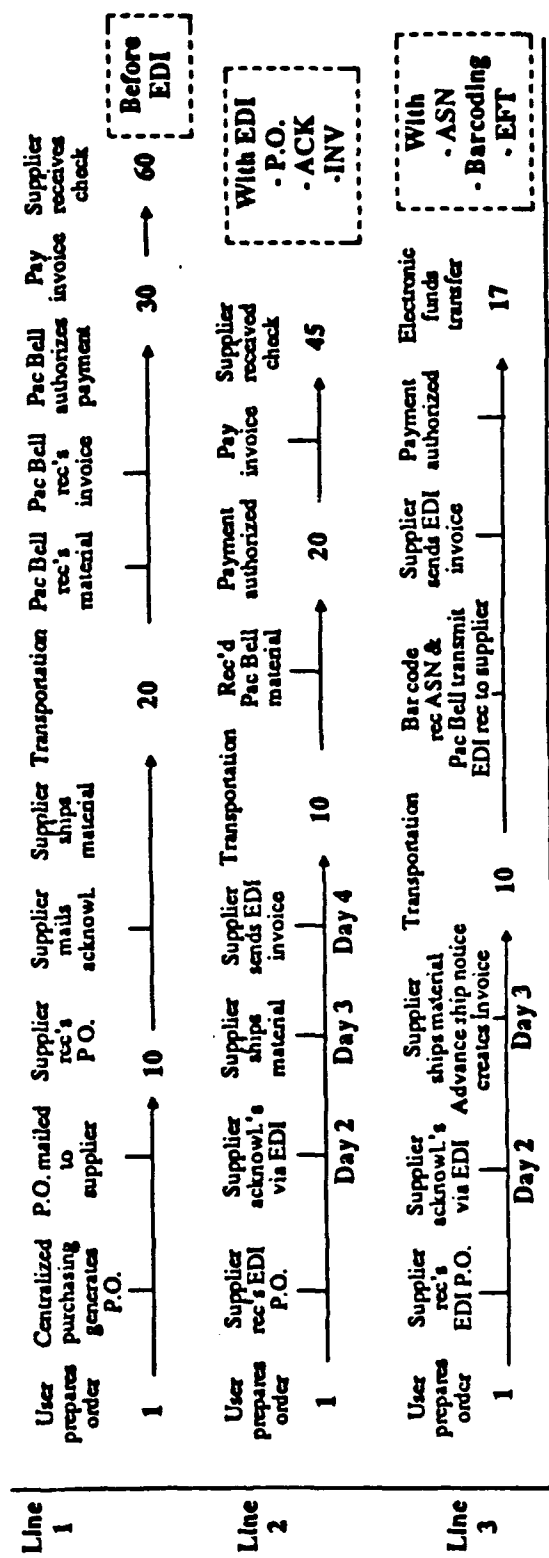 Line
1
User
prepares
order
Centralized
purchasing
generates
P.O.
P.O. mailed
to
supplier
Supplier
rec's
P.O.
Supplier
mails
acknowl.
Supplier
ships
material
Transportation
Pac Bell
rec's
material
Pac Bell
rec's
invoice
Pac Bell
authorizes
payment
Pay
invoice
Supplier
receives
check
1
10
20
30
60
Before
EDI
Line
2
User
prepares
order
Supplier
rec's EDI
P.O.
Supplier
acknowl.'s
via EDI
Supplier
ships
material
Supplier
sends EDI
invoice
Transportation
Rec'd
Pac Bell
material
Payment
authorized
Pay
invoice
Supplier
received
check
1
Day 2
Day 3
Day 4
10
20
45
With EDI
· P.O.
· ACK
·INV
Line
3
User
prepares
order
Supplier
rec's
EDI P.O.
Supplier
acknowl.'s
via EDI
Supplier
ships material
Advance ship notice
creates invoice
Transportation
Bar code
rec ASN &
Pac Bell transmit
EDI rec to supplier
Supplier
sends EDI
invoice
Payment
authorized
Electronic
funds
transfer
1
Day 2
Day 3
10
17
With
· ASN
· Barcoding
· EFT